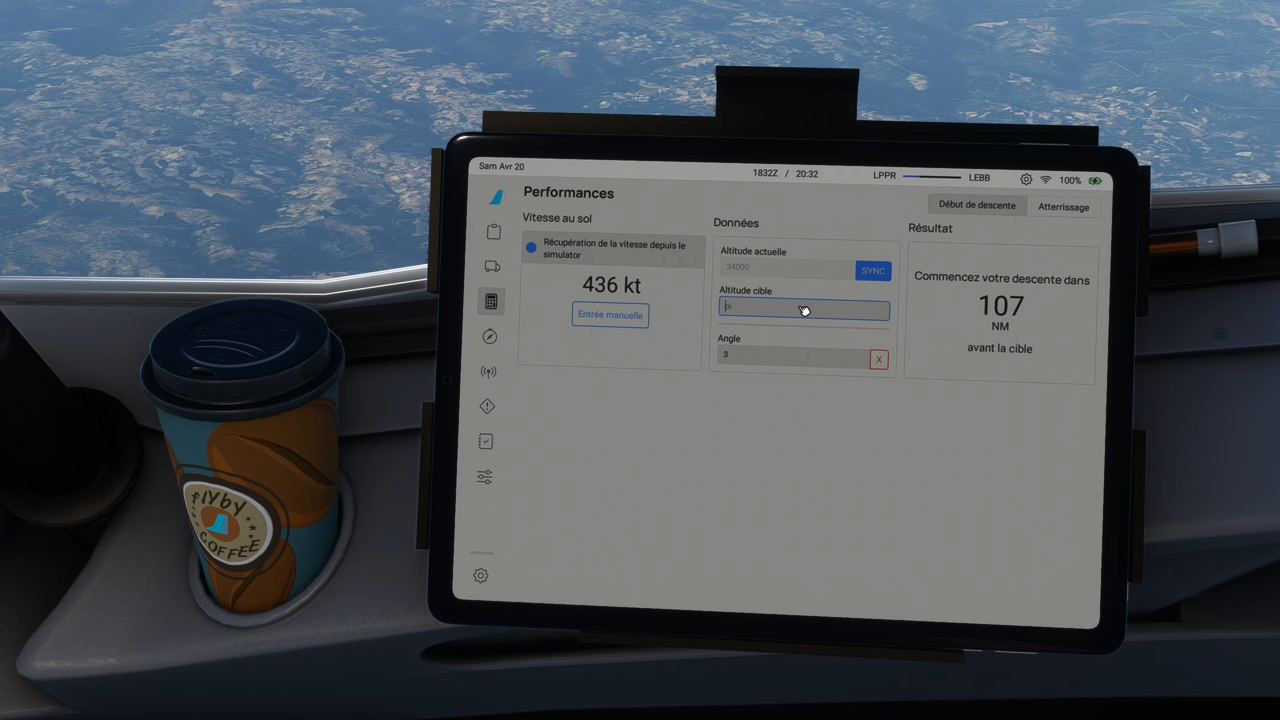 Sam Avr 20
1832Z / 20:32
LPPR
LEBB
100%
Performances
Début de descente
Atterrissage
Vitesse au sol
Récupération de la vitesse depuis le
simulator
436 kt
Entrée manuelle
Données
Altitude actuelle
34000
SYNC
Altitude cible
pi
Angle
3
X
Résultat
Commencez votre descente dans
107
NM
avant la cible
flyby
COFFEE